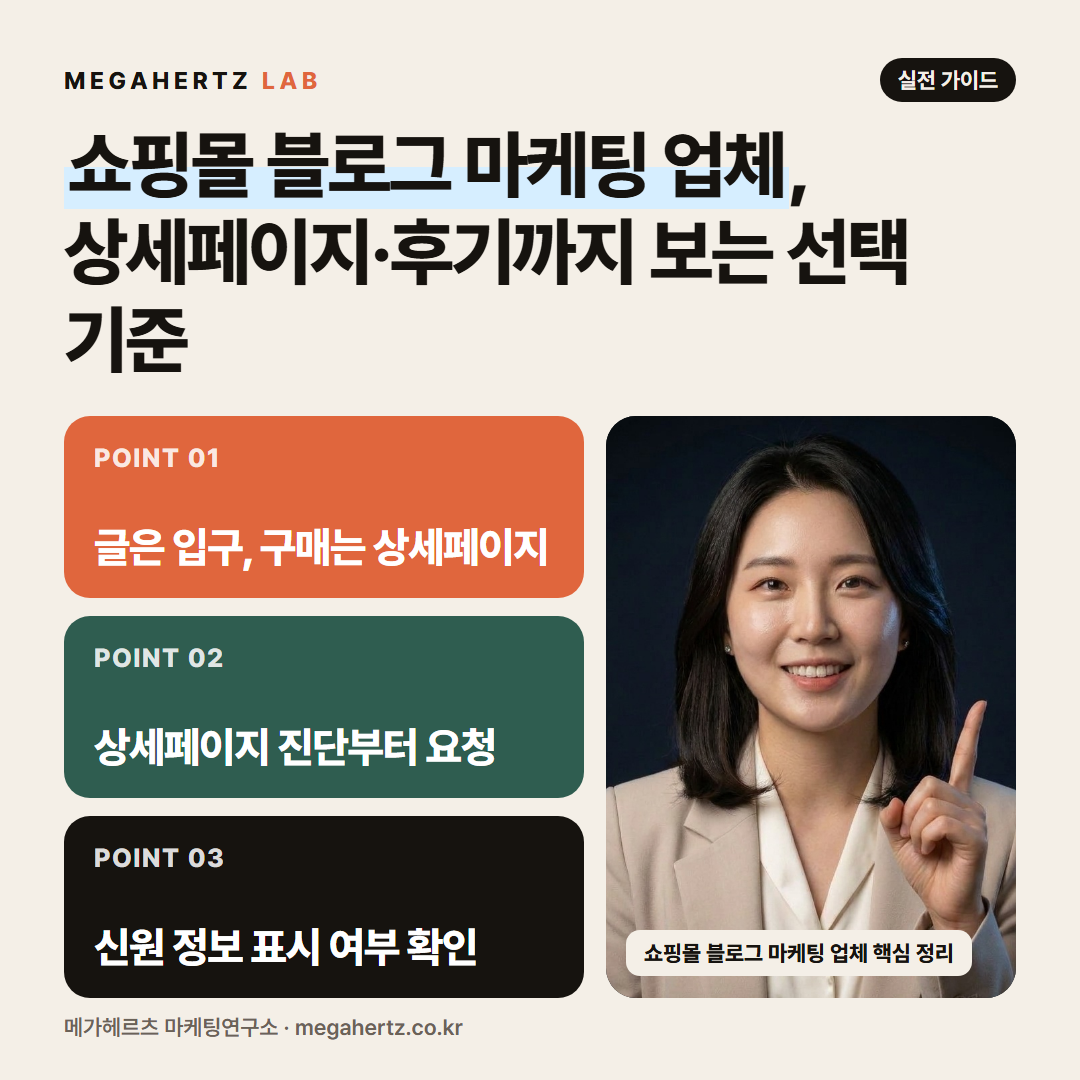 MEGAHERTZ LAB
실전 가이드
쇼핑몰 블로그 마케팅 업체,
상세페이지·후기까지 보는 선택
기준
POINT 01
글은 입구, 구매는 상세페이지
POINT 02
상세페이지 진단부터 요청
POINT 03
신원 정보 표시 여부 확인
쇼핑몰 블로그 마케팅 업체 핵심 정리
메가헤르츠 마케팅연구소 · megahertz.co.kr